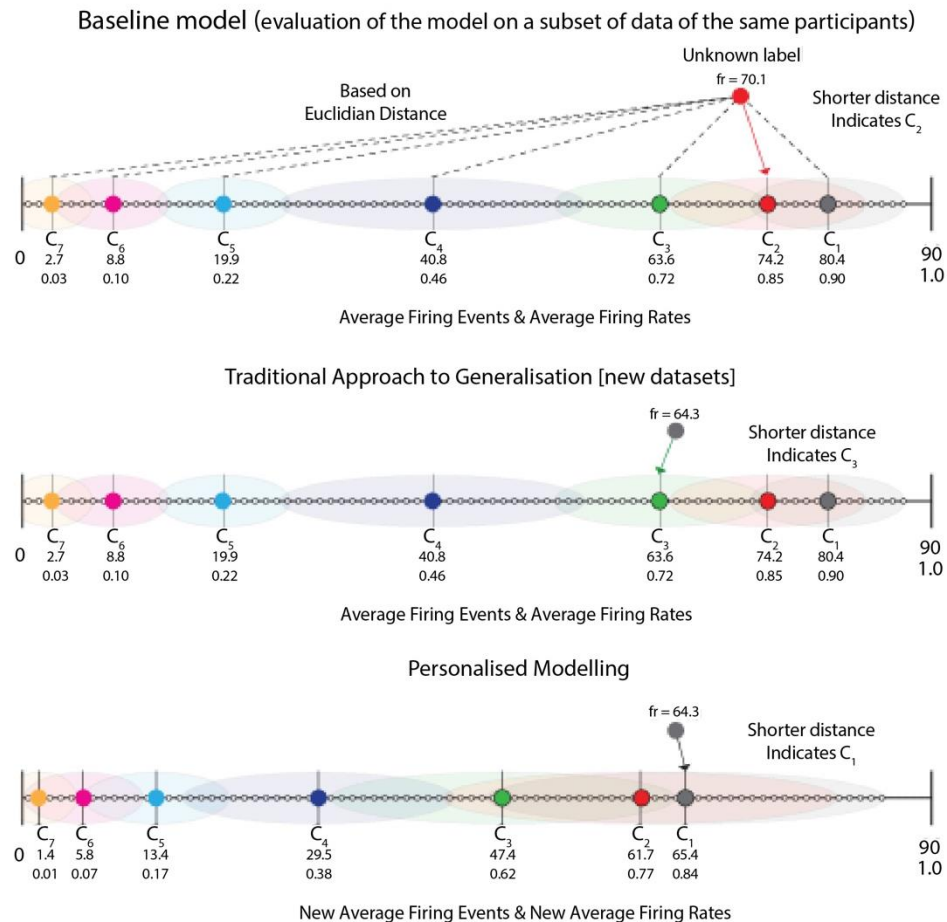 Baseline model (evaluation of the model on a subset of data of the same participants)
Unknown label
fr = 70.1
Based on
Euclidian Distance
Shorter distance
Indicates C₂
C₇ C₆ C₅ C₄ C₃ C₂ C₁
0 2.7 8.8 19.9 40.8 63.6 74.2 80.4 90
0.03 0.10 0.22 0.46 0.72 0.85 0.90 1.0
Average Firing Events & Average Firing Rates
Traditional Approach to Generalisation [new datasets]
fr = 64.3
Shorter distance
Indicates C₃
C₇ C₆ C₅ C₄ C₃ C₂ C₁
0 2.7 8.8 19.9 40.8 63.6 74.2 80.4 90
0.03 0.10 0.22 0.46 0.72 0.85 0.90 1.0
Average Firing Events & Average Firing Rates
Personalised Modelling
fr = 64.3
Shorter distance
Indicates C₁
C₇ C₆ C₅ C₄ C₃ C₂ C₁
0 1.4 5.8 13.4 29.5 47.4 61.7 65.4 90
0.01 0.07 0.17 0.38 0.62 0.77 0.84 1.0
New Average Firing Events & New Average Firing Rates